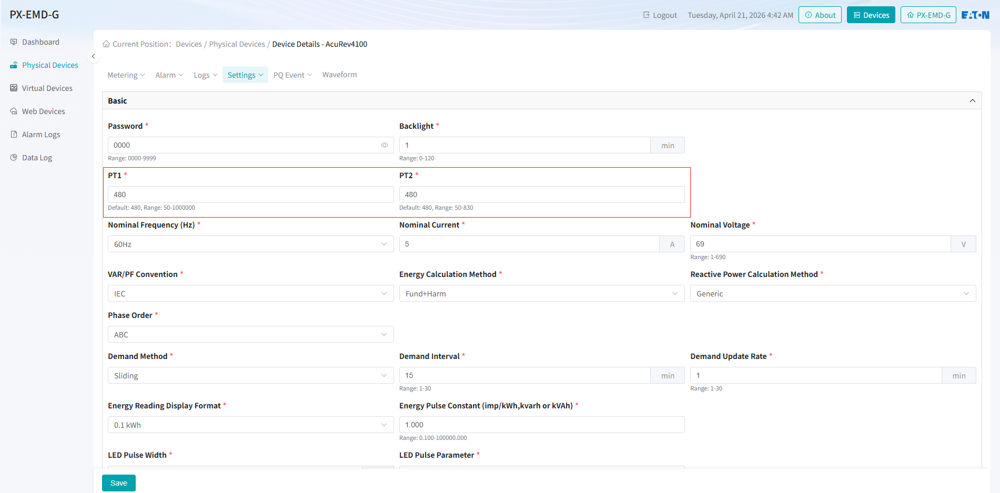 PX-EMD-G
Logout
Tuesday, April 21, 2026 4:42 AM
About
Devices
PX-EMD-G
EATON
Dashboard
Physical Devices
Virtual Devices
Web Devices
Alarm Logs
Data Log
Current Position: Devices / Physical Devices / Device Details - AcuRev4100
Metering
Alarm
Logs
Settings
PQ Event
Waveform
Basic
Password *
Backlight *
0000
1
min
Range: 0000-9999
Range: 0-120
PT1 *
PT2 *
480
480
Default: 480, Range: 50-1000000
Default: 480, Range: 50-830
Nominal Frequency (Hz) *
Nominal Current *
Nominal Voltage *
60Hz
5
A
69
V
Range: 1-690
VAR/PF Convention *
Energy Calculation Method *
Reactive Power Calculation Method *
IEC
Fund+Harm
Generic
Phase Order *
ABC
Demand Method *
Demand Interval *
Demand Update Rate *
Sliding
15
min
1
min
Range: 1-30
Range: 1-30
Energy Reading Display Format *
Energy Pulse Constant (imp/kWh,kvarh or kVAh) *
0.1 kWh
1.000
Range: 0.100-100000.000
LED Pulse Width *
LED Pulse Parameter *
Save